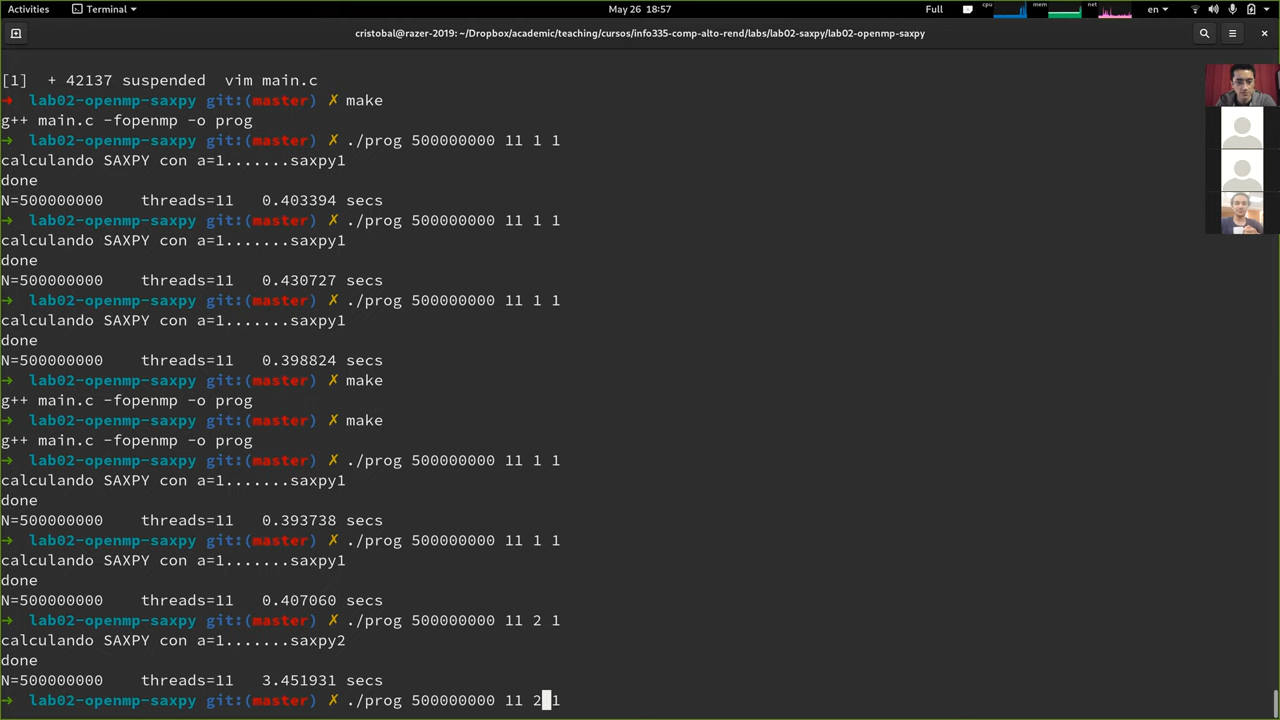 Activities Terminal May 26 18:57 Full cpu mem net en
cristobal@razer-2019: ~/Dropbox/academic/teaching/cursos/info335-comp-alto-rend/labs/lab02-saxpy/lab02-openmp-saxpy
[1]  + 42137 suspended  vim main.c
→ lab02-openmp-saxpy git:(master) ✗ make
g++ main.c -fopenmp -o prog
→ lab02-openmp-saxpy git:(master) ✗ ./prog 500000000 11 1 1
calculando SAXPY con a=1.......saxpy1
done
N=500000000    threads=11   0.403394 secs
→ lab02-openmp-saxpy git:(master) ✗ ./prog 500000000 11 1 1
calculando SAXPY con a=1.......saxpy1
done
N=500000000    threads=11   0.430727 secs
→ lab02-openmp-saxpy git:(master) ✗ ./prog 500000000 11 1 1
calculando SAXPY con a=1.......saxpy1
done
N=500000000    threads=11   0.398824 secs
→ lab02-openmp-saxpy git:(master) ✗ make
g++ main.c -fopenmp -o prog
→ lab02-openmp-saxpy git:(master) ✗ make
g++ main.c -fopenmp -o prog
→ lab02-openmp-saxpy git:(master) ✗ ./prog 500000000 11 1 1
calculando SAXPY con a=1.......saxpy1
done
N=500000000    threads=11   0.393738 secs
→ lab02-openmp-saxpy git:(master) ✗ ./prog 500000000 11 1 1
calculando SAXPY con a=1.......saxpy1
done
N=500000000    threads=11   0.407060 secs
→ lab02-openmp-saxpy git:(master) ✗ ./prog 500000000 11 2 1
calculando SAXPY con a=1.......saxpy2
done
N=500000000    threads=11   3.451931 secs
→ lab02-openmp-saxpy git:(master) ✗ ./prog 500000000 11 2 1